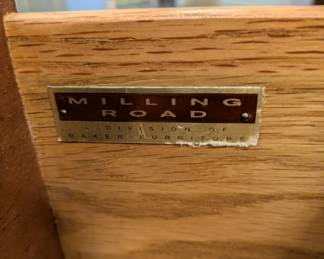 MILLING
ROAD
A DIVISION OF
BAKER FURNITURE